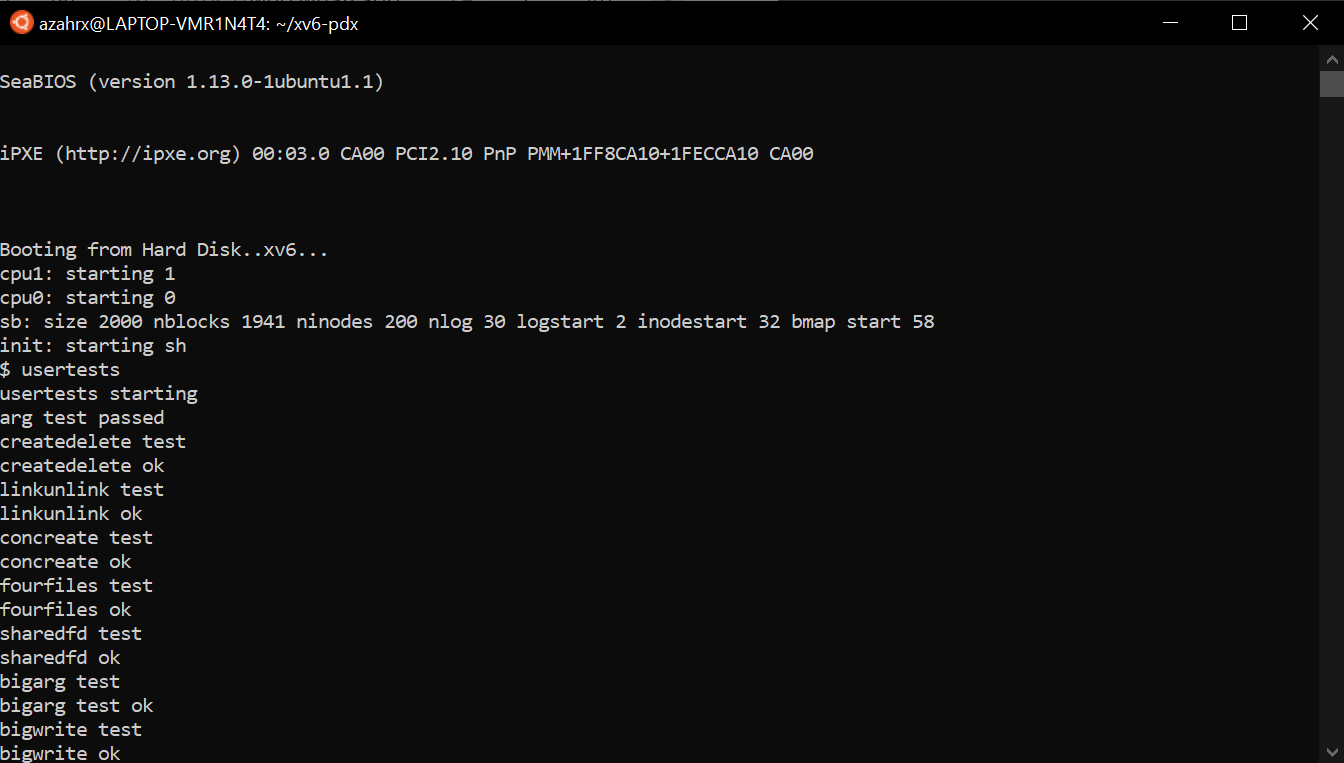 azahrx@LAPTOP-VMR1N4T4: ~/xv6-pdx
SeaBIOS (version 1.13.0-1ubuntu1.1)
iPXE (http://ipxe.org) 00:03.0 CA00 PCI2.10 PnP PMM+1FF8CA10+1FECCA10 CA00
Booting from Hard Disk..xv6...
cpu1: starting 1
cpu0: starting 0
sb: size 2000 nblocks 1941 ninodes 200 nlog 30 logstart 2 inodestart 32 bmap start 58
init: starting sh
$ usertests
usertests starting
arg test passed
createdelete test
createdelete ok
linkunlink test
linkunlink ok
concreate test
concreate ok
fourfiles test
fourfiles ok
sharedfd test
sharedfd ok
bigarg test
bigarg test ok
bigwrite test
bigwrite ok